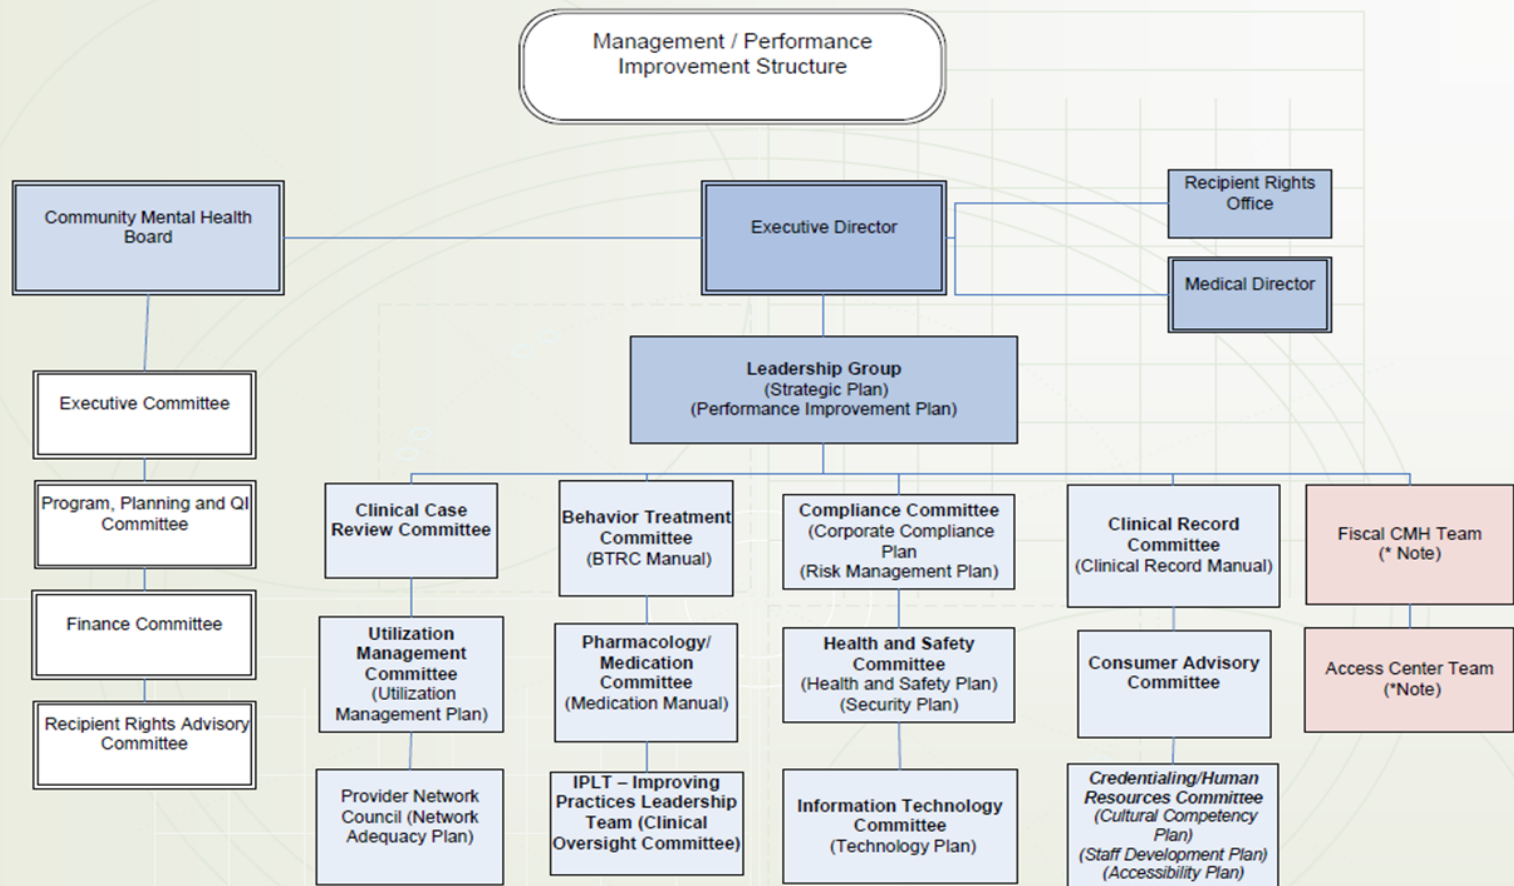 Management / Performance
Improvement Structure
Community Mental Health
Board
Executive Director
Recipient Rights
Office
Medical Director
Leadership Group
(Strategic Plan)
(Performance Improvement Plan)
Executive Committee
Program, Planning and QI
Committee
Finance Committee
Recipient Rights Advisory
Committee
Clinical Case
Review Committee
Utilization
Management
Committee
(Utilization
Management Plan)
Provider Network
Council (Network
Adequacy Plan)
Behavior Treatment
Committee
(BTRC Manual)
Pharmacology/
Medication
Committee
(Medication Manual)
IPLT – Improving
Practices Leadership
Team (Clinical
Oversight Committee)
Compliance Committee
(Corporate Compliance
Plan
(Risk Management Plan)
Health and Safety
Committee
(Health and Safety Plan)
(Security Plan)
Information Technology
Committee
(Technology Plan)
Clinical Record
Committee
(Clinical Record Manual)
Consumer Advisory
Committee
Credentialing/Human
Resources Committee
(Cultural Competency
Plan)
(Staff Development Plan)
(Accessibility Plan)
Fiscal CMH Team
(* Note)
Access Center Team
(*Note)